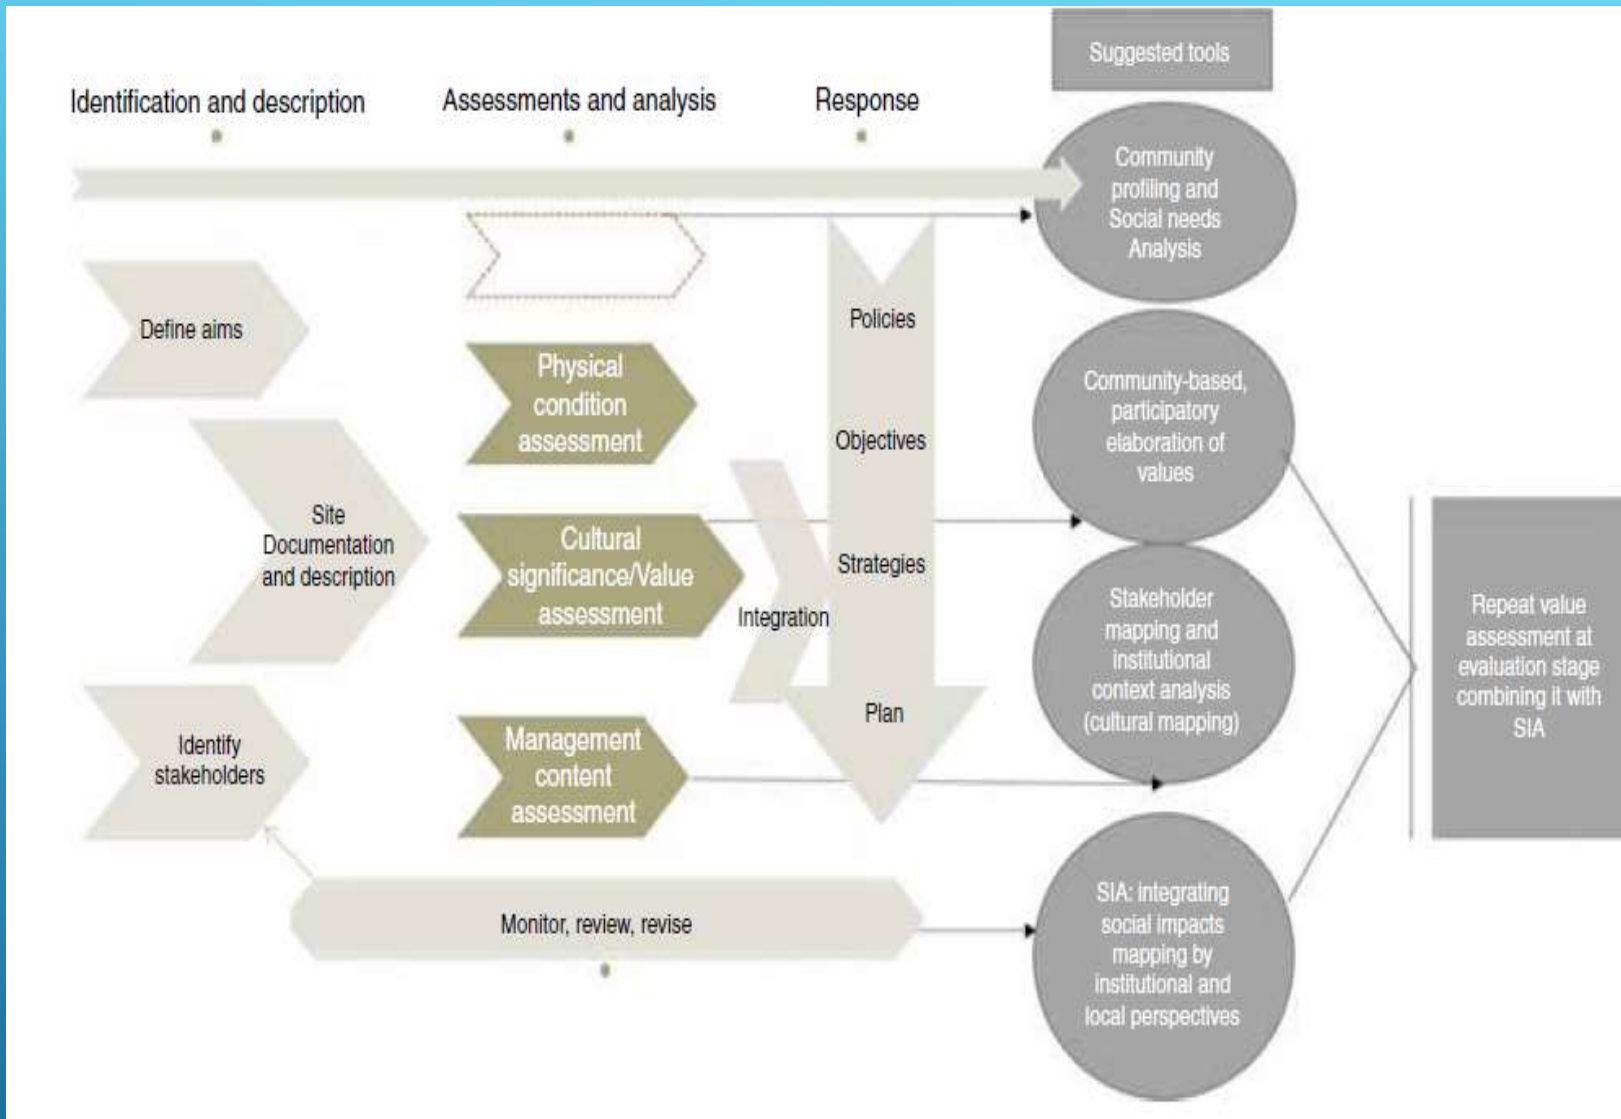 Suggested tools
Identification and description
Assessments and analysis
Response
Community
profiling and
Social needs
Analysis
Define aims
Policies
Physical
condition
assessment
Community-based,
participatory
elaboration of
values
Objectives
Site
Documentation
and description
Cultural
significance/Value
assessment
Strategies
Integration
Stakeholder
mapping and
institutional
context analysis
(cultural mapping)
Repeat value
assessment at
evaluation stage
combining it with
SIA
Plan
Identify
stakeholders
Management
content
assessment
Monitor, review, revise
SIA: integrating
social impacts
mapping by
institutional and
local perspectives